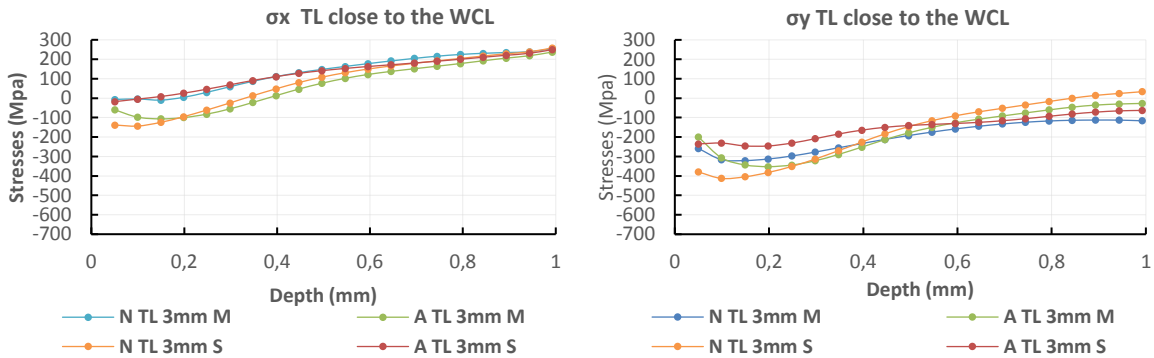 σx TL close to the WCL
300
200
100
0
-100
-200
-300
-400
-500
-600
-700
Stresses (Mpa)
0 0,2 0,4 0,6 0,8 1
Depth (mm)
N TL 3mm M A TL 3mm M
N TL 3mm S A TL 3mm S
σy TL close to the WCL
300
200
100
0
-100
-200
-300
-400
-500
-600
-700
Stresses (Mpa)
0 0,2 0,4 0,6 0,8 1
Depth (mm)
N TL 3mm M A TL 3mm M
N TL 3mm S A TL 3mm S